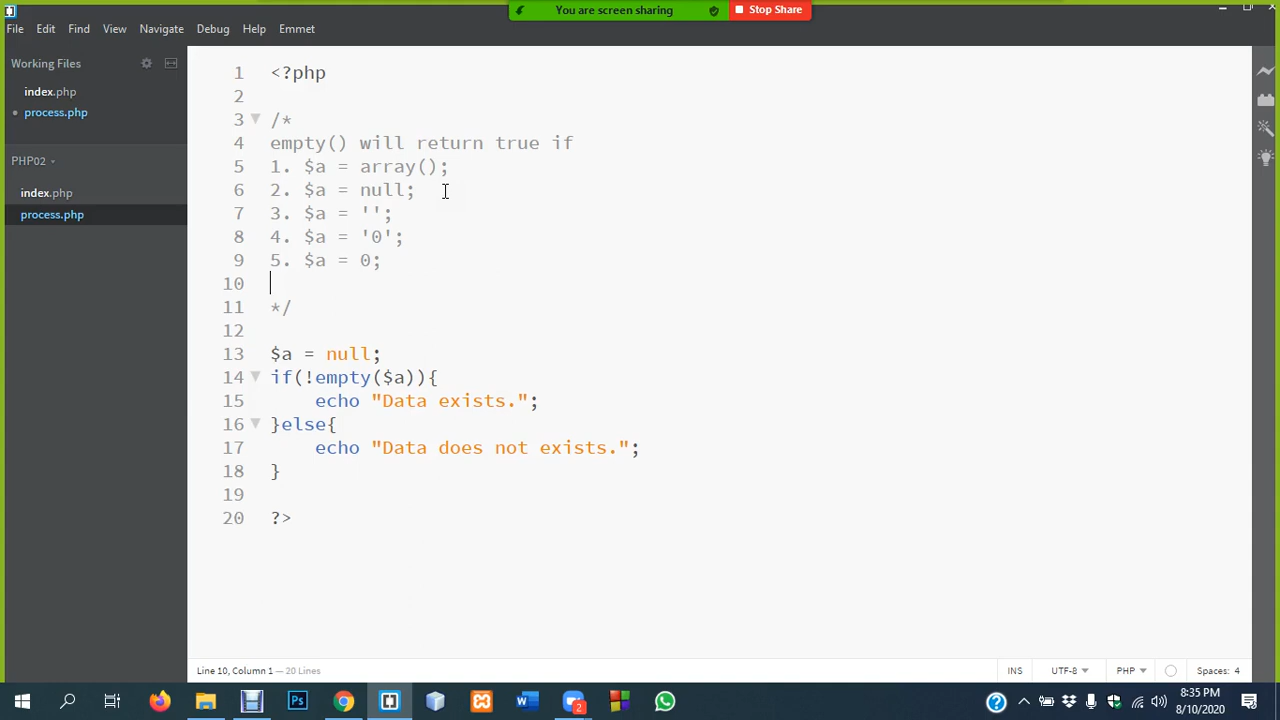 You are screen sharing
Stop Share
File Edit Find View Navigate Debug Help Emmet
Working Files
index.php
process.php
PHP02
index.php
process.php
1 <?php
2
3 /*
4 empty() will return true if
5 1. $a = array();
6 2. $a = null;
7 3. $a = '';
8 4. $a = '0';
9 5. $a = 0;
10
11 */
12
13 $a = null;
14 if(!empty($a)){
15 echo "Data exists.";
16 }else{
17 echo "Data does not exists.";
18 }
19
20 ?>
Line 10, Column 1 — 20 Lines
INS UTF-8 PHP Spaces: 4
Ps W 2 8:35 PM
8/10/2020